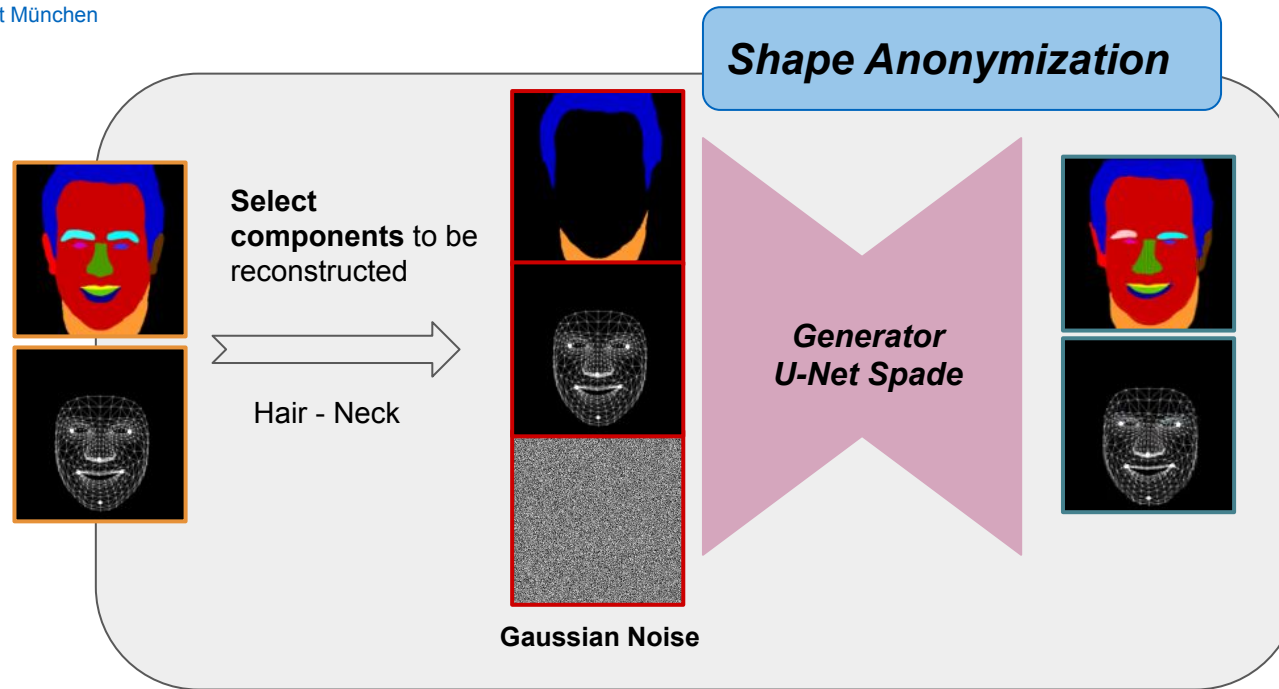 t München
Shape Anonymization
Select
components to be
reconstructed
Hair - Neck
Generator
U-Net Spade
Gaussian Noise